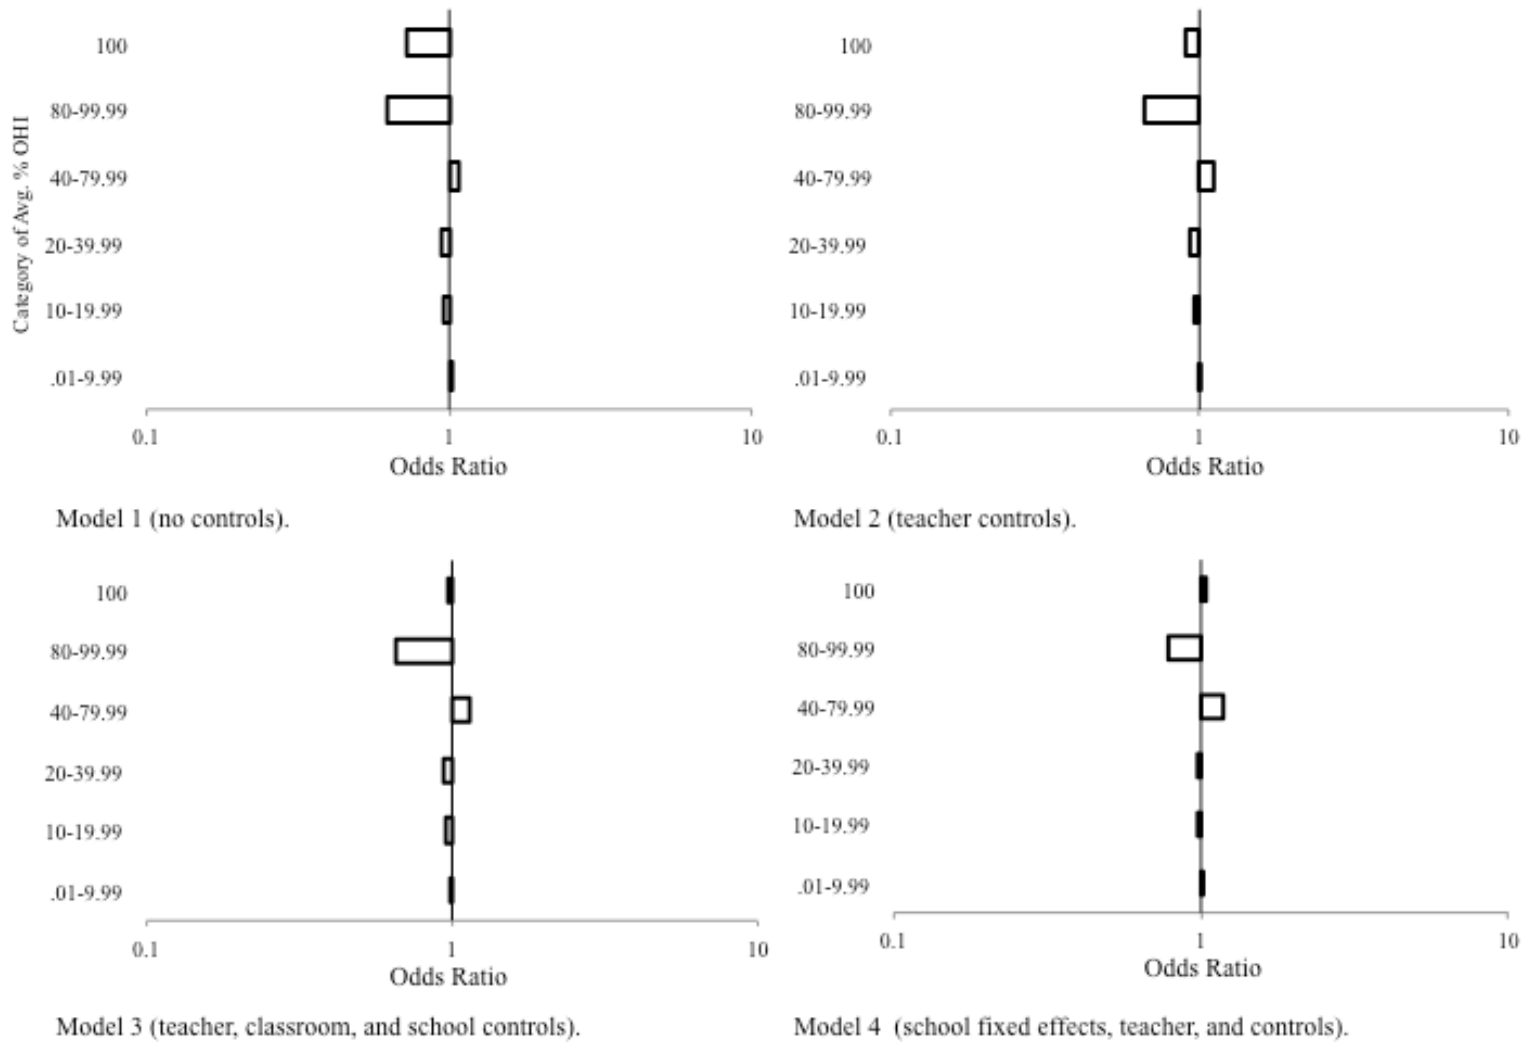 Category of Avg. % OHI
100
80-99.99
40-79.99
20-39.99
10-19.99
.01-9.99
0.1 1 10
Odds Ratio
Model 1 (no controls).
100
80-99.99
40-79.99
20-39.99
10-19.99
.01-9.99
0.1 1 10
Odds Ratio
Model 2 (teacher controls).
100
80-99.99
40-79.99
20-39.99
10-19.99
.01-9.99
0.1 1 10
Odds Ratio
Model 3 (teacher, classroom, and school controls).
100
80-99.99
40-79.99
20-39.99
10-19.99
.01-9.99
0.1 1 10
Odds Ratio
Model 4 (school fixed effects, teacher, and controls).